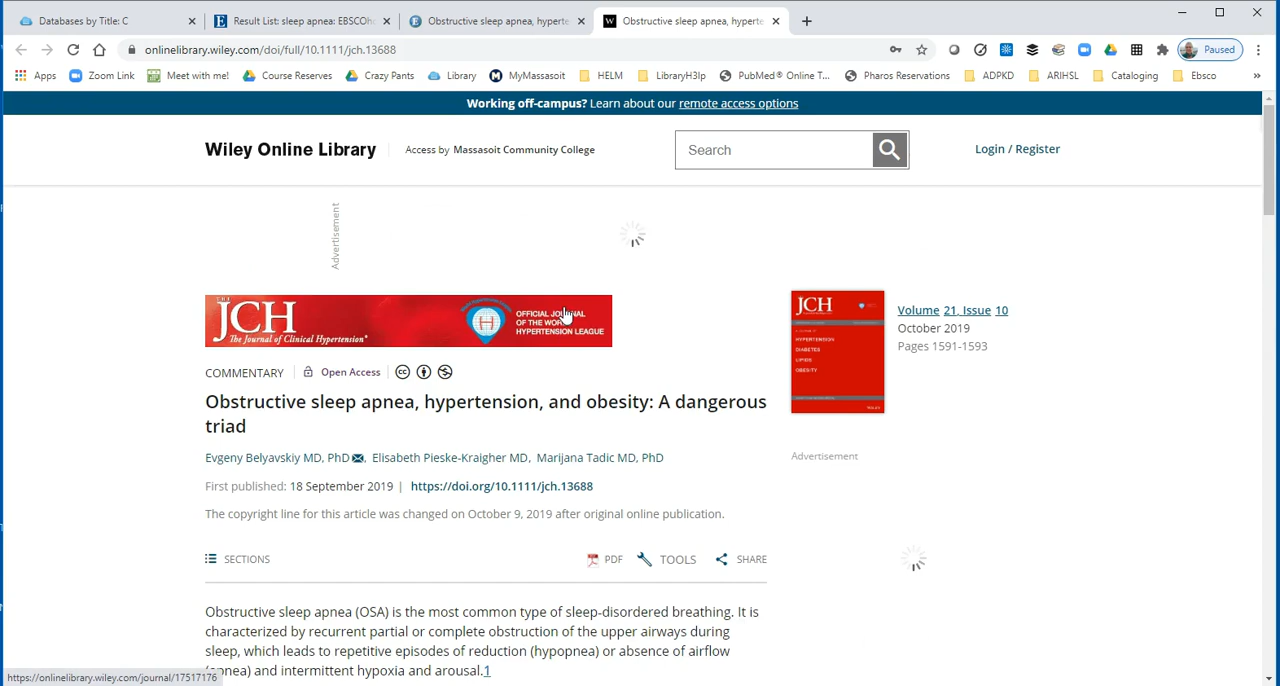 Databases by Title: C
Result List: sleep apnea: EBSCOh
Obstructive sleep apnea, hyperte
Obstructive sleep apnea, hyperte
onlinelibrary.wiley.com/doi/full/10.1111/jch.13688
Paused
Apps
Zoom Link
Meet with me!
Course Reserves
Crazy Pants
Library
MyMassasoit
HELM
LibraryH3lp
PubMed® Online T...
Pharos Reservations
ADPKD
ARIHSL
Cataloging
Ebsco
Working off-campus? Learn about our remote access options
Wiley Online Library
Access by Massasoit Community College
Search
Login / Register
Advertisement
THE JCH
The Journal of Clinical Hypertension
OFFICIAL JOURNAL
OF THE WORLD
HYPERTENSION LEAGUE
JCH
HYPERTENSION
DIABETES
LIPIDS
OBESITY
WILEY
Volume 21, Issue 10
October 2019
Pages 1591-1593
COMMENTARY
Open Access
Obstructive sleep apnea, hypertension, and obesity: A dangerous
triad
Evgeny Belyavskiy MD, PhD, Elisabeth Pieske-Kraigher MD, Marijana Tadic MD, PhD
Advertisement
First published: 18 September 2019 | https://doi.org/10.1111/jch.13688
The copyright line for this article was changed on October 9, 2019 after original online publication.
SECTIONS
PDF
TOOLS
SHARE
Obstructive sleep apnea (OSA) is the most common type of sleep-disordered breathing. It is
characterized by recurrent partial or complete obstruction of the upper airways during
sleep, which leads to repetitive episodes of reduction (hypopnea) or absence of airflow
(apnea) and intermittent hypoxia and arousal.1
https://onlinelibrary.wiley.com/journal/17517176